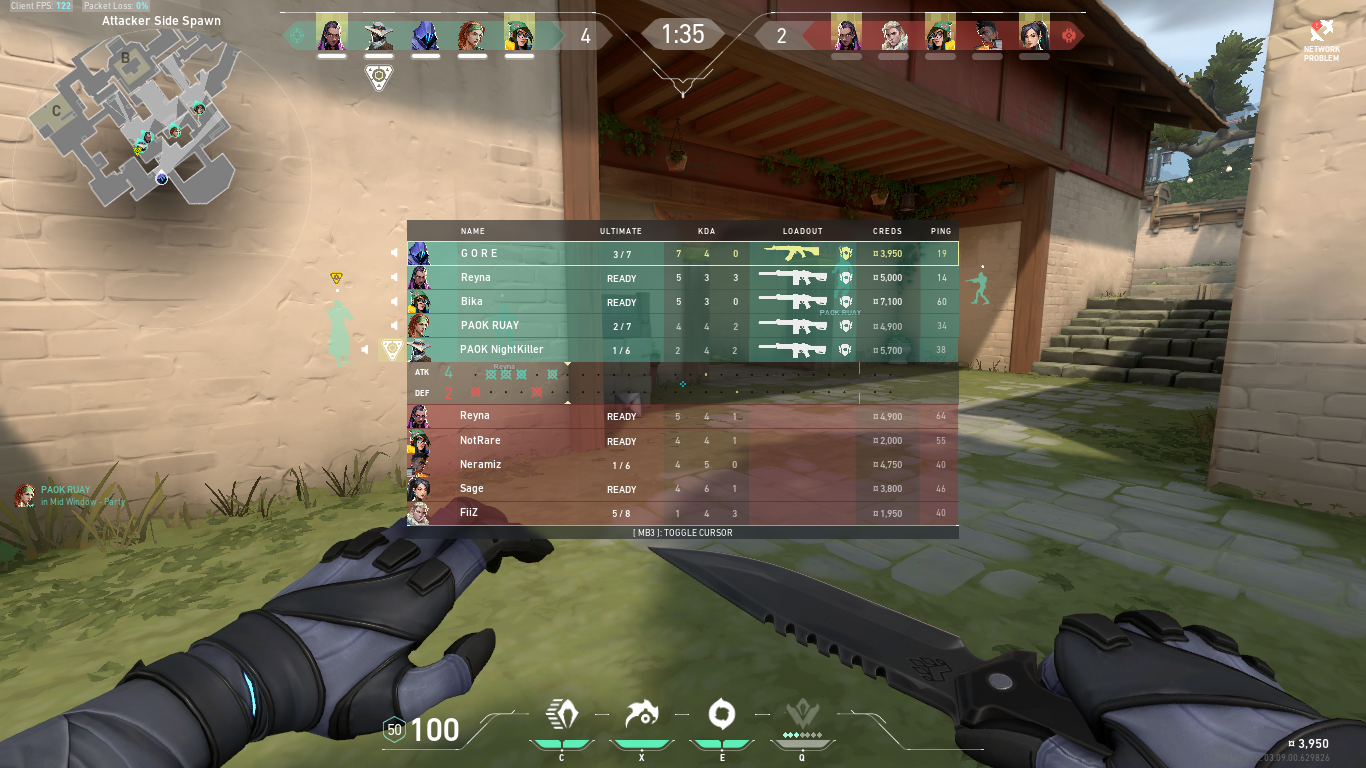 Client FPS: 122 Packet Loss: 0%
Attacker Side Spawn
B
C
4
1:35
2
NETWORK
PROBLEM
NAME ULTIMATE KDA LOADOUT CREDS PING
G O R E 3 / 7 7 4 0 ¤ 3,950 19
Reyna READY 5 3 3 ¤ 5,000 14
Bika READY 5 3 0 ¤ 7,100 60
PAOK RUAY
PAOK RUAY 2 / 7 4 4 2 ¤ 4,900 34
PAOK NightKiller 1 / 6 2 4 2 ¤ 5,700 38
Reyna
ATK 4
DEF 2
Reyna READY 5 4 1 ¤ 4,900 64
NotRare READY 4 4 1 ¤ 2,000 55
Neramiz 1 / 6 4 5 0 ¤ 4,750 40
Sage READY 4 6 1 ¤ 3,800 46
FiiZ 5 / 8 1 4 3 ¤ 1,950 40
[ MB3 ]: TOGGLE CURSOR
PAOK RUAY
in Mid Window - Party
50 100
C X E Q
¤ 3,950
03.09.00.629826